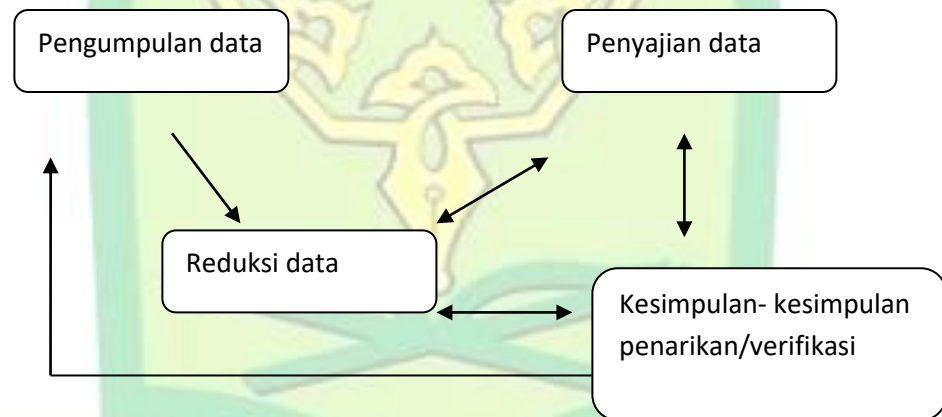 Pengumpulan data
Penyajian data
Reduksi data
Kesimpulan- kesimpulan
penarikan/verifikasi